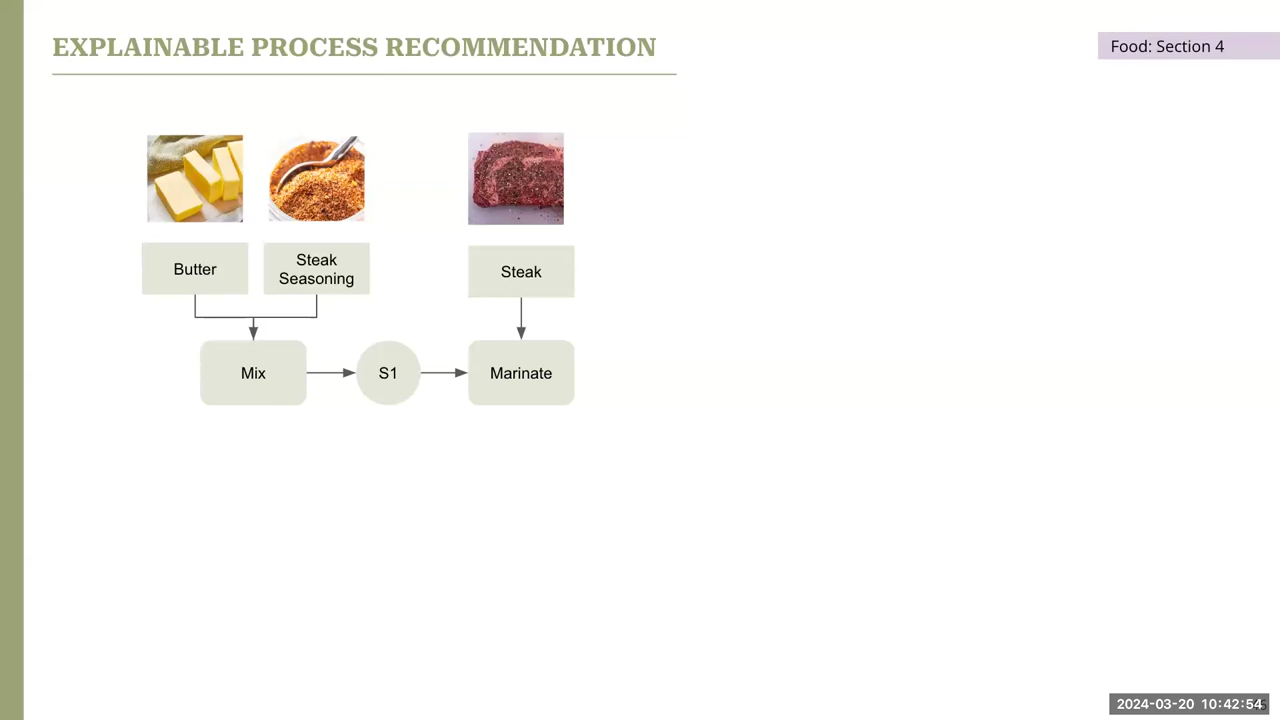 EXPLAINABLE PROCESS RECOMMENDATION
Food: Section 4
Butter
Steak
Seasoning
Steak
Mix
S1
Marinate
2024-03-20 10:42:54